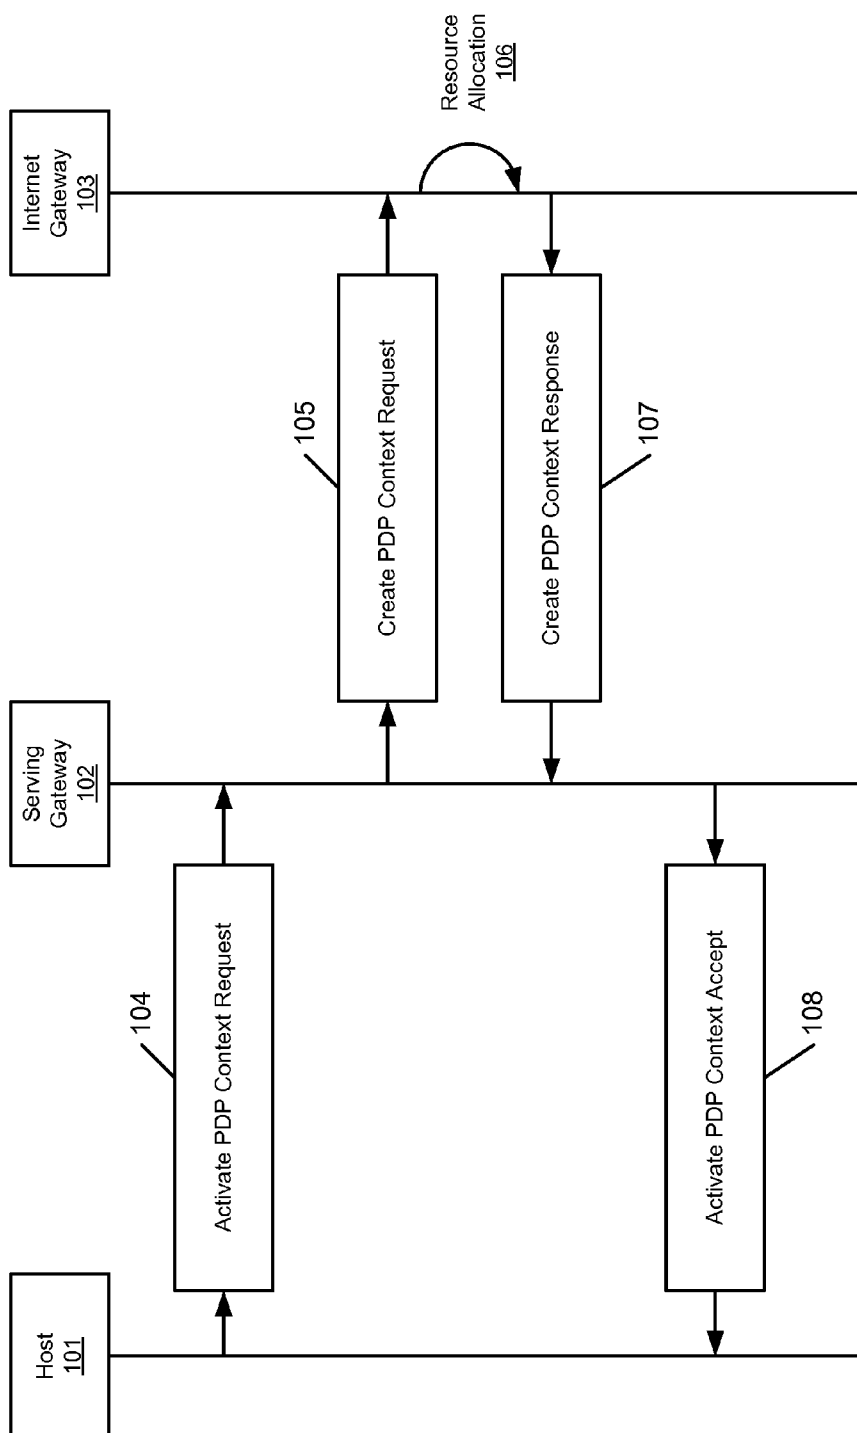 Host
101
Serving
Gateway
102
Internet
Gateway
103
104
Activate PDP Context Request
105
Create PDP Context Request
Resource
Allocation
106
Create PDP Context Response
107
Activate PDP Context Accept
108